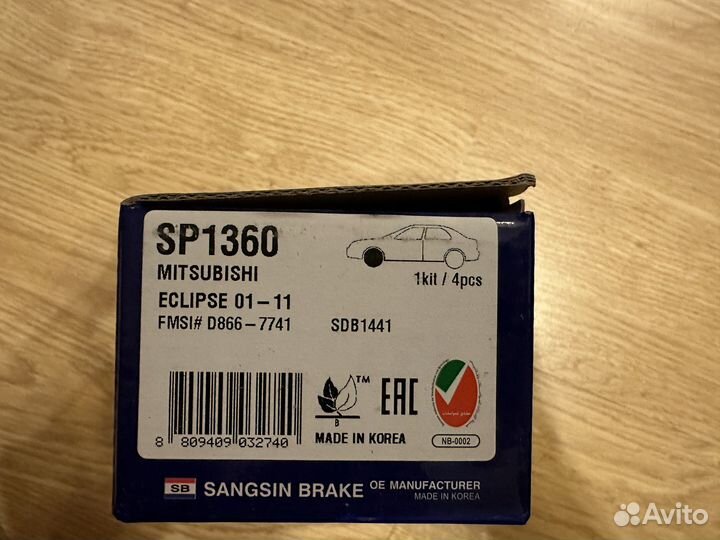 SP1360
MITSUBISHI
1kit / 4pcs
ECLIPSE 01-11
FMSI# D866-7741 SDB1441
TM
B
EAC
8 809409 032740
MADE IN KOREA
NB-0002
SB SANGSIN BRAKE OE MANUFACTURER
MADE IN KOREA
Avito